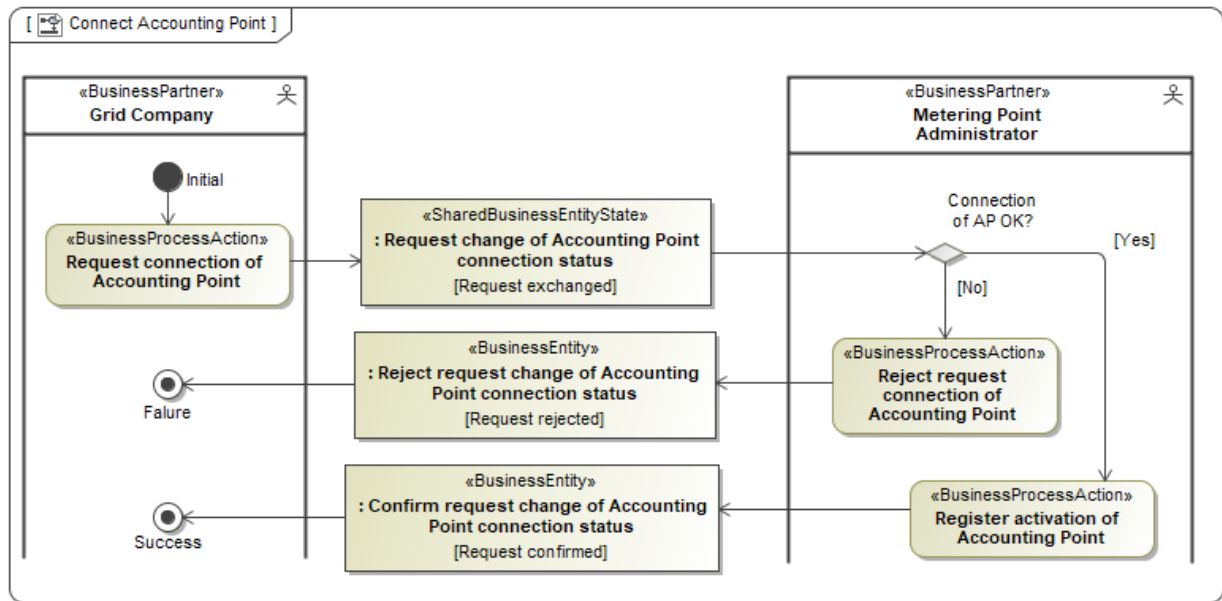 [ Connect Accounting Point ]
«BusinessPartner»
Grid Company
«BusinessPartner»
Metering Point
Administrator
Initial
«BusinessProcessAction»
Request connection of
Accounting Point
«SharedBusinessEntityState»
: Request change of Accounting Point
connection status
[Request exchanged]
Connection
of AP OK?
[Yes]
[No]
«BusinessEntity»
: Reject request change of Accounting
Point connection status
[Request rejected]
«BusinessProcessAction»
Reject request
connection of
Accounting Point
Falure
«BusinessEntity»
: Confirm request change of Accounting
Point connection status
[Request confirmed]
«BusinessProcessAction»
Register activation of
Accounting Point
Success